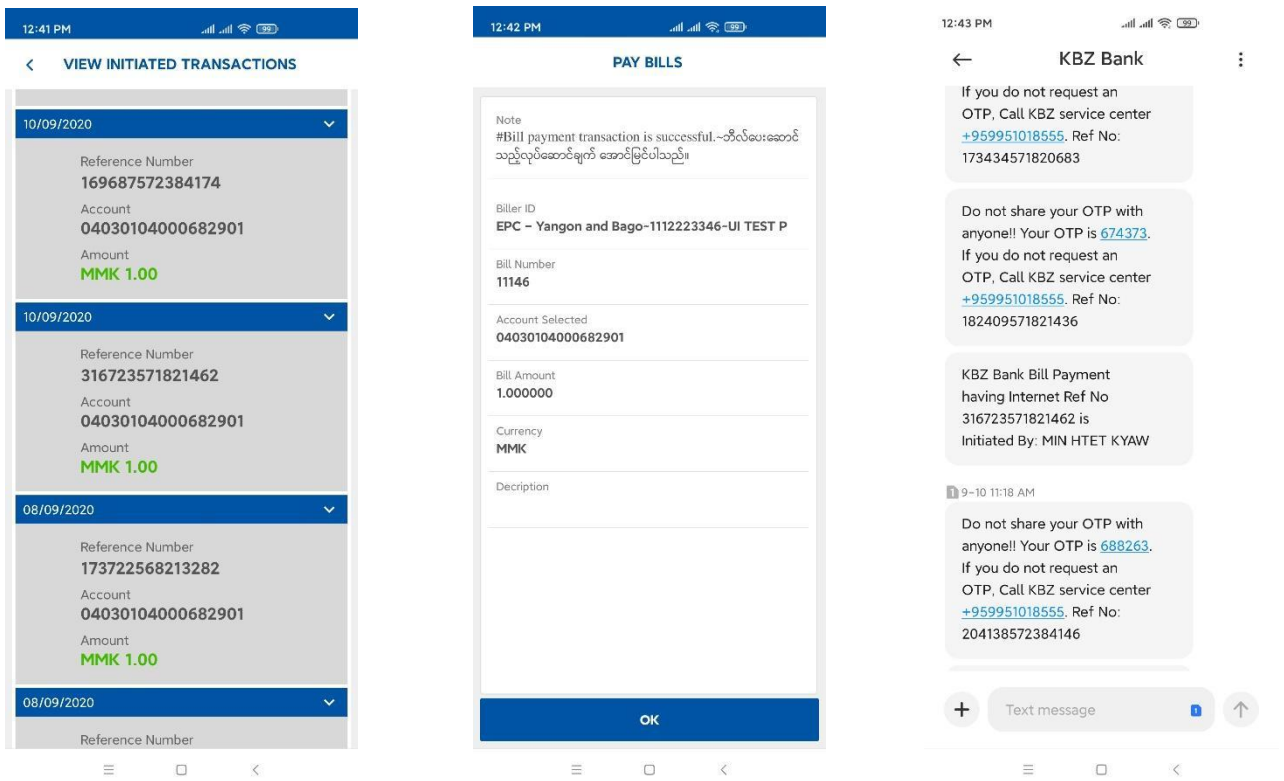 12:41 PM
99
VIEW INITIATED TRANSACTIONS
10/09/2020
Reference Number
169687572384174
Account
04030104000682901
Amount
MMK 1.00
10/09/2020
Reference Number
316723571821462
Account
04030104000682901
Amount
MMK 1.00
08/09/2020
Reference Number
173722568213282
Account
04030104000682901
Amount
MMK 1.00
08/09/2020
Reference Number
12:42 PM
99
PAY BILLS
Note
#Bill payment transaction is successful.~ဘီလ်ပေးဆောင်
သည့်လုပ်ဆောင်ချက် အောင်မြင်ပါသည်။
Biller ID
EPC – Yangon and Bago-1112223346-UI TEST P
Bill Number
11146
Account Selected
04030104000682901
Bill Amount
1.000000
Currency
MMK
Decription
OK
12:43 PM
99
KBZ Bank
If you do not request an
OTP, Call KBZ service center
+959951018555. Ref No:
173434571820683
Do not share your OTP with
anyone!! Your OTP is 674373.
If you do not request an
OTP, Call KBZ service center
+959951018555. Ref No:
182409571821436
KBZ Bank Bill Payment
having Internet Ref No
316723571821462 is
Initiated By: MIN HTET KYAW
1 9-10 11:18 AM
Do not share your OTP with
anyone!! Your OTP is 688263.
If you do not request an
OTP, Call KBZ service center
+959951018555. Ref No:
204138572384146
Text message
1